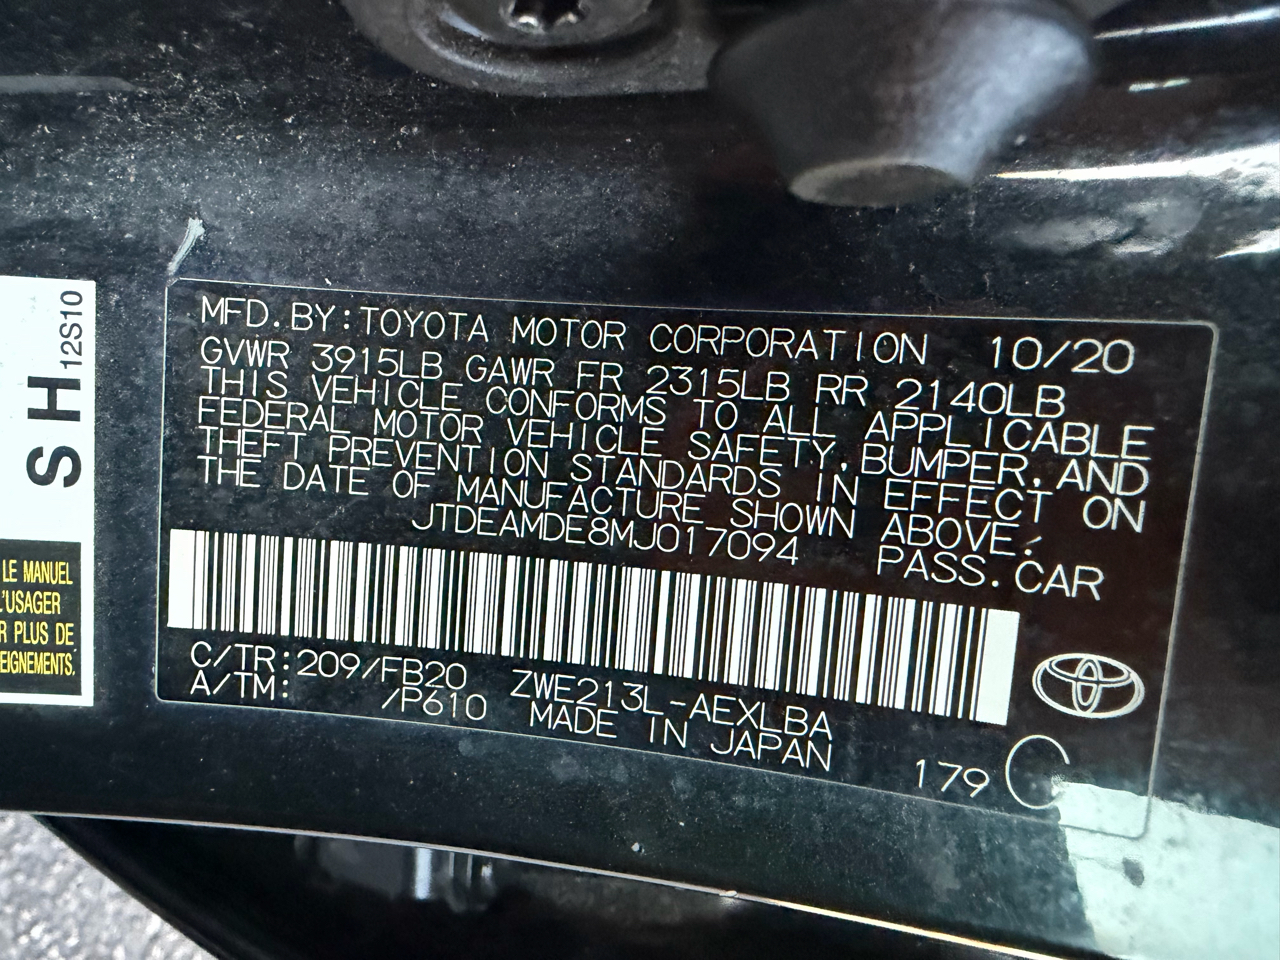 MFD.BY:TOYOTA MOTOR CORPORATION 10/20
GVWR 3915LB GAWR FR 2315LB RR 2140LB
THIS VEHICLE CONFORMS TO ALL APPLICABLE
FEDERAL MOTOR VEHICLE SAFETY,BUMPER,AND
THEFT PREVENTION STANDARDS IN EFFECT ON
THE DATE OF MANUFACTURE SHOWN ABOVE.
JTDEAMDE8MJ017094 PASS.CAR
C/TR:209/FB20 ZWE213L-AEXLBA
A/TM: /P610 MADE IN JAPAN
179 C
SH
12S10
LE MANUEL
L'USAGER
R PLUS DE
EIGNEMENTS.